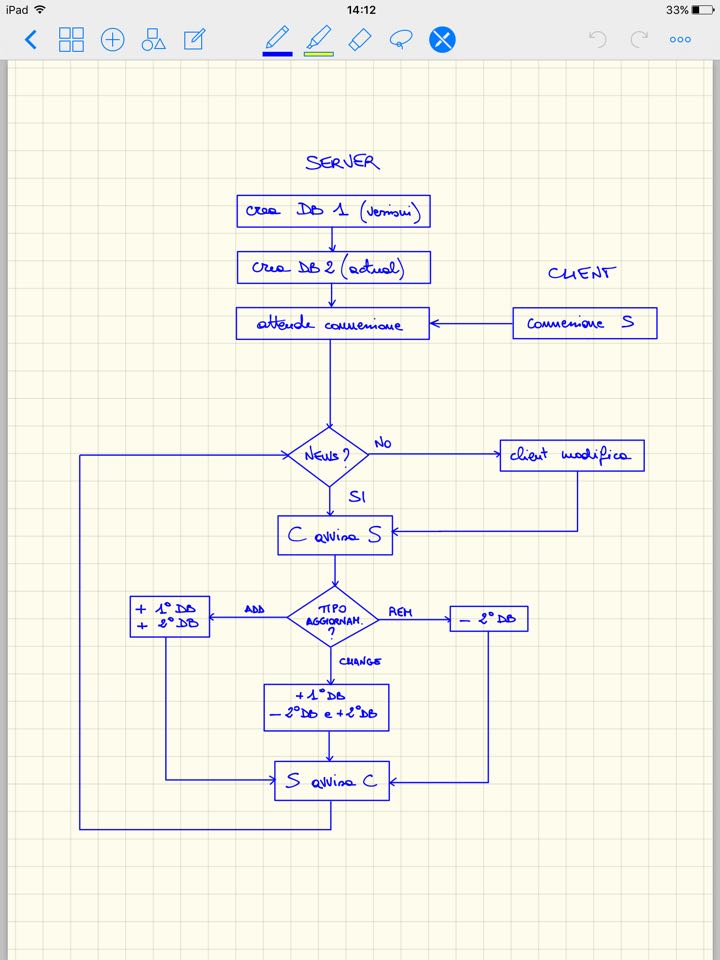 iPad
14:12
33%
SERVER
crea DB 1 (versioni)
crea DB 2 (actual)
CLIENT
attende connessione
connessione S
NEWS?
NO
client modifica
SI
C avvisa S
+ 1° DB
+ 2° DB
ADD
TIPO
AGGIORNAM.
?
REM
- 2° DB
CHANGE
+ 1° DB
- 2° DB e + 2° DB
S avvisa C